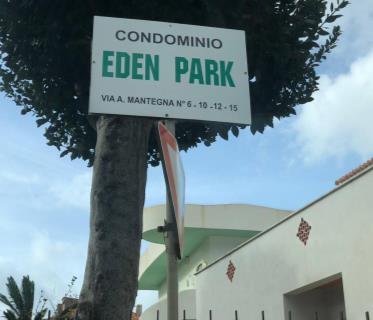 CONDOMINIO
EDEN PARK
VIA A. MANTEGNA N° 6 - 10 -12 - 15